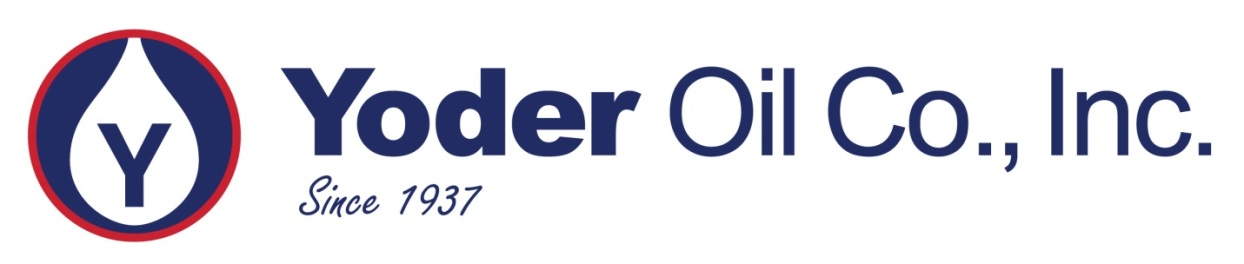 Y
Yoder Oil Co., Inc.
Since 1937